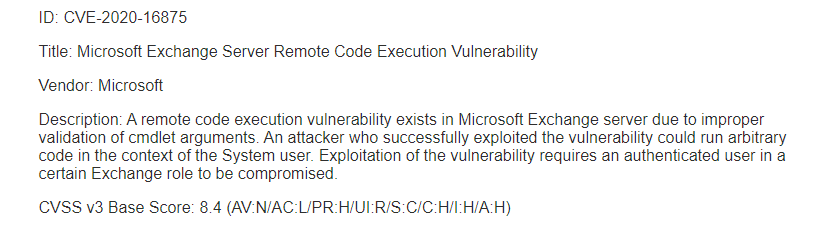 ID: CVE-2020-16875
Title: Microsoft Exchange Server Remote Code Execution Vulnerability
Vendor: Microsoft
Description: A remote code execution vulnerability exists in Microsoft Exchange server due to improper
validation of cmdlet arguments. An attacker who successfully exploited the vulnerability could run arbitrary
code in the context of the System user. Exploitation of the vulnerability requires an authenticated user in a
certain Exchange role to be compromised.
CVSS v3 Base Score: 8.4 (AV:N/AC:L/PR:H/UI:R/S:C/C:H/I:H/A:H)